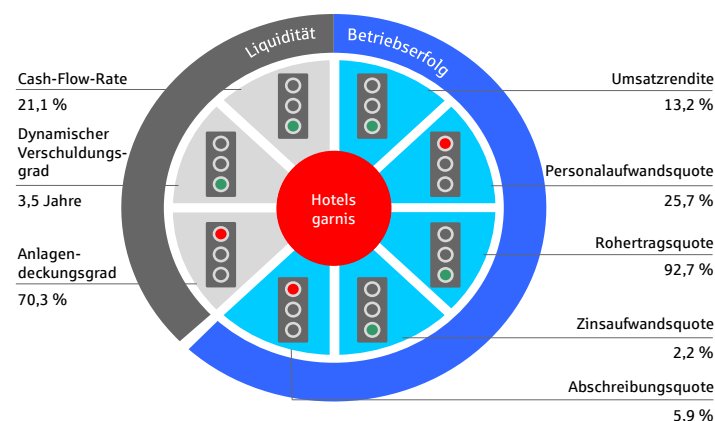 Liquidität
Betriebserfolg
Cash-Flow-Rate
21,1 %
Dynamischer
Verschuldungs-
grad
3,5 Jahre
Anlagen-
deckungsgrad
70,3 %
Hotels
garnis
Umsatzrendite
13,2 %
Personalaufwandsquote
25,7 %
Rohertragsquote
92,7 %
Zinsaufwandsquote
2,2 %
Abschreibungsquote
5,9 %